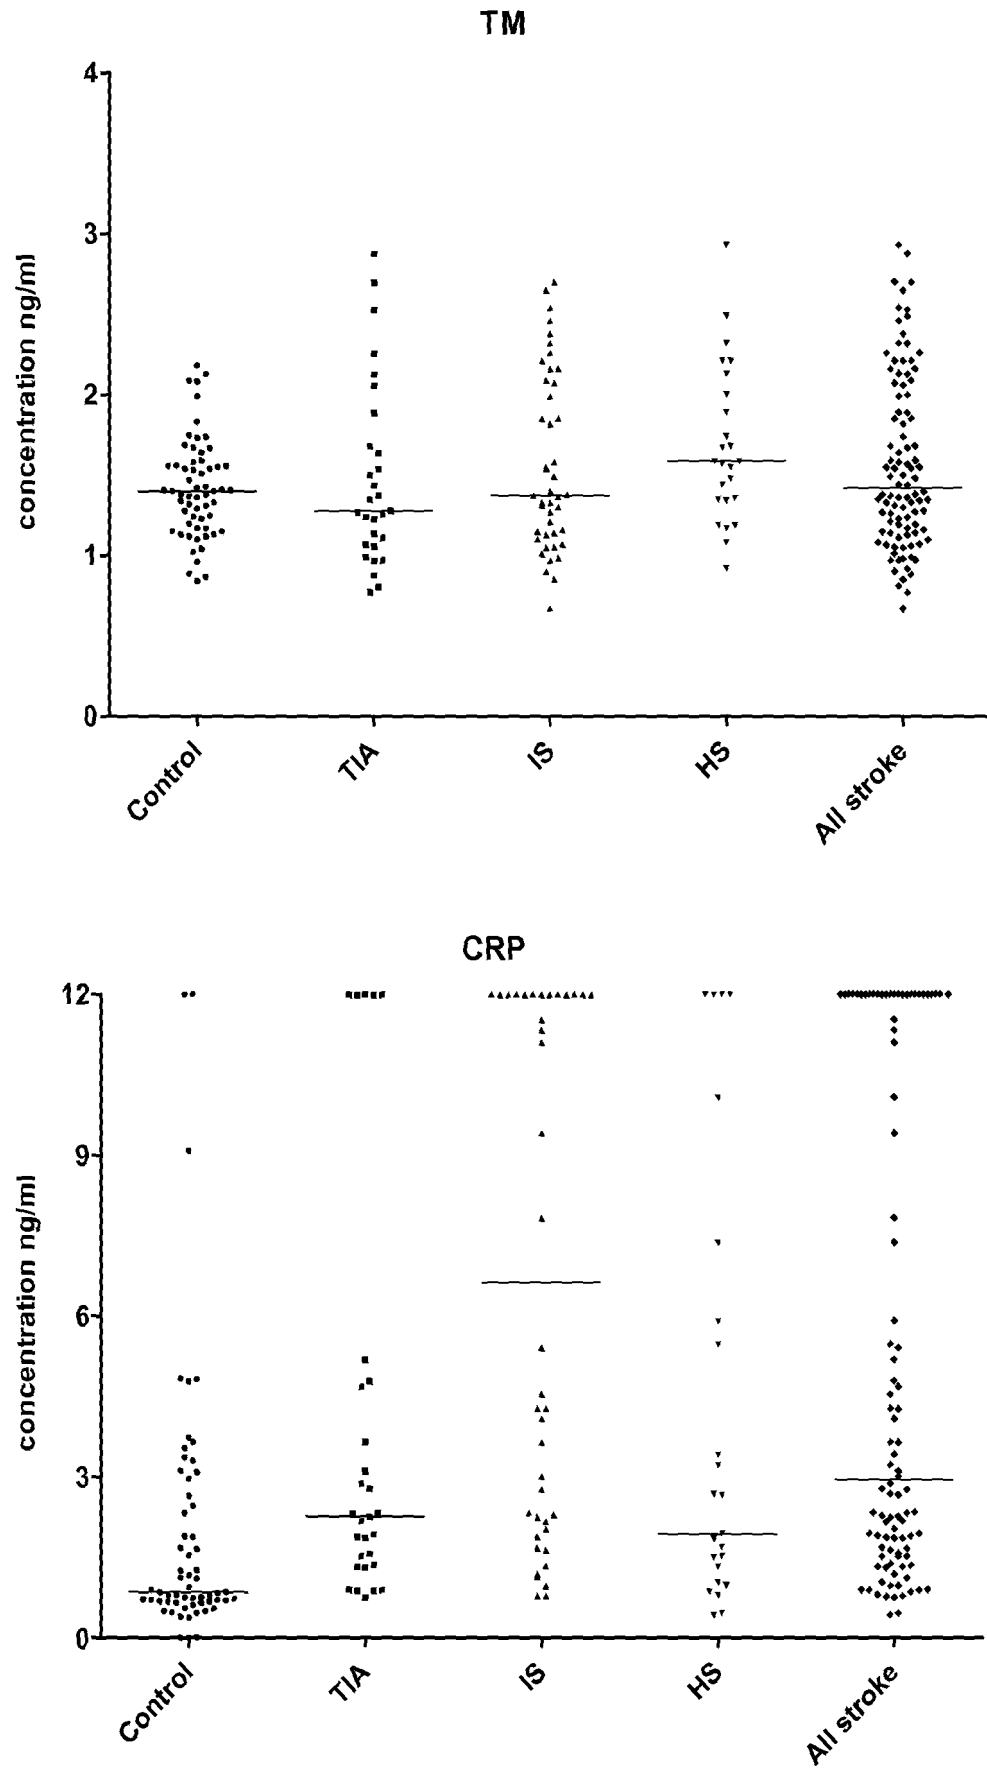 TM
4
3
2
1
0
concentration ng/ml
Control
TIA
IS
HS
All stroke
CRP
12
9
6
3
0
concentration ng/ml
Control
TIA
IS
HS
All stroke